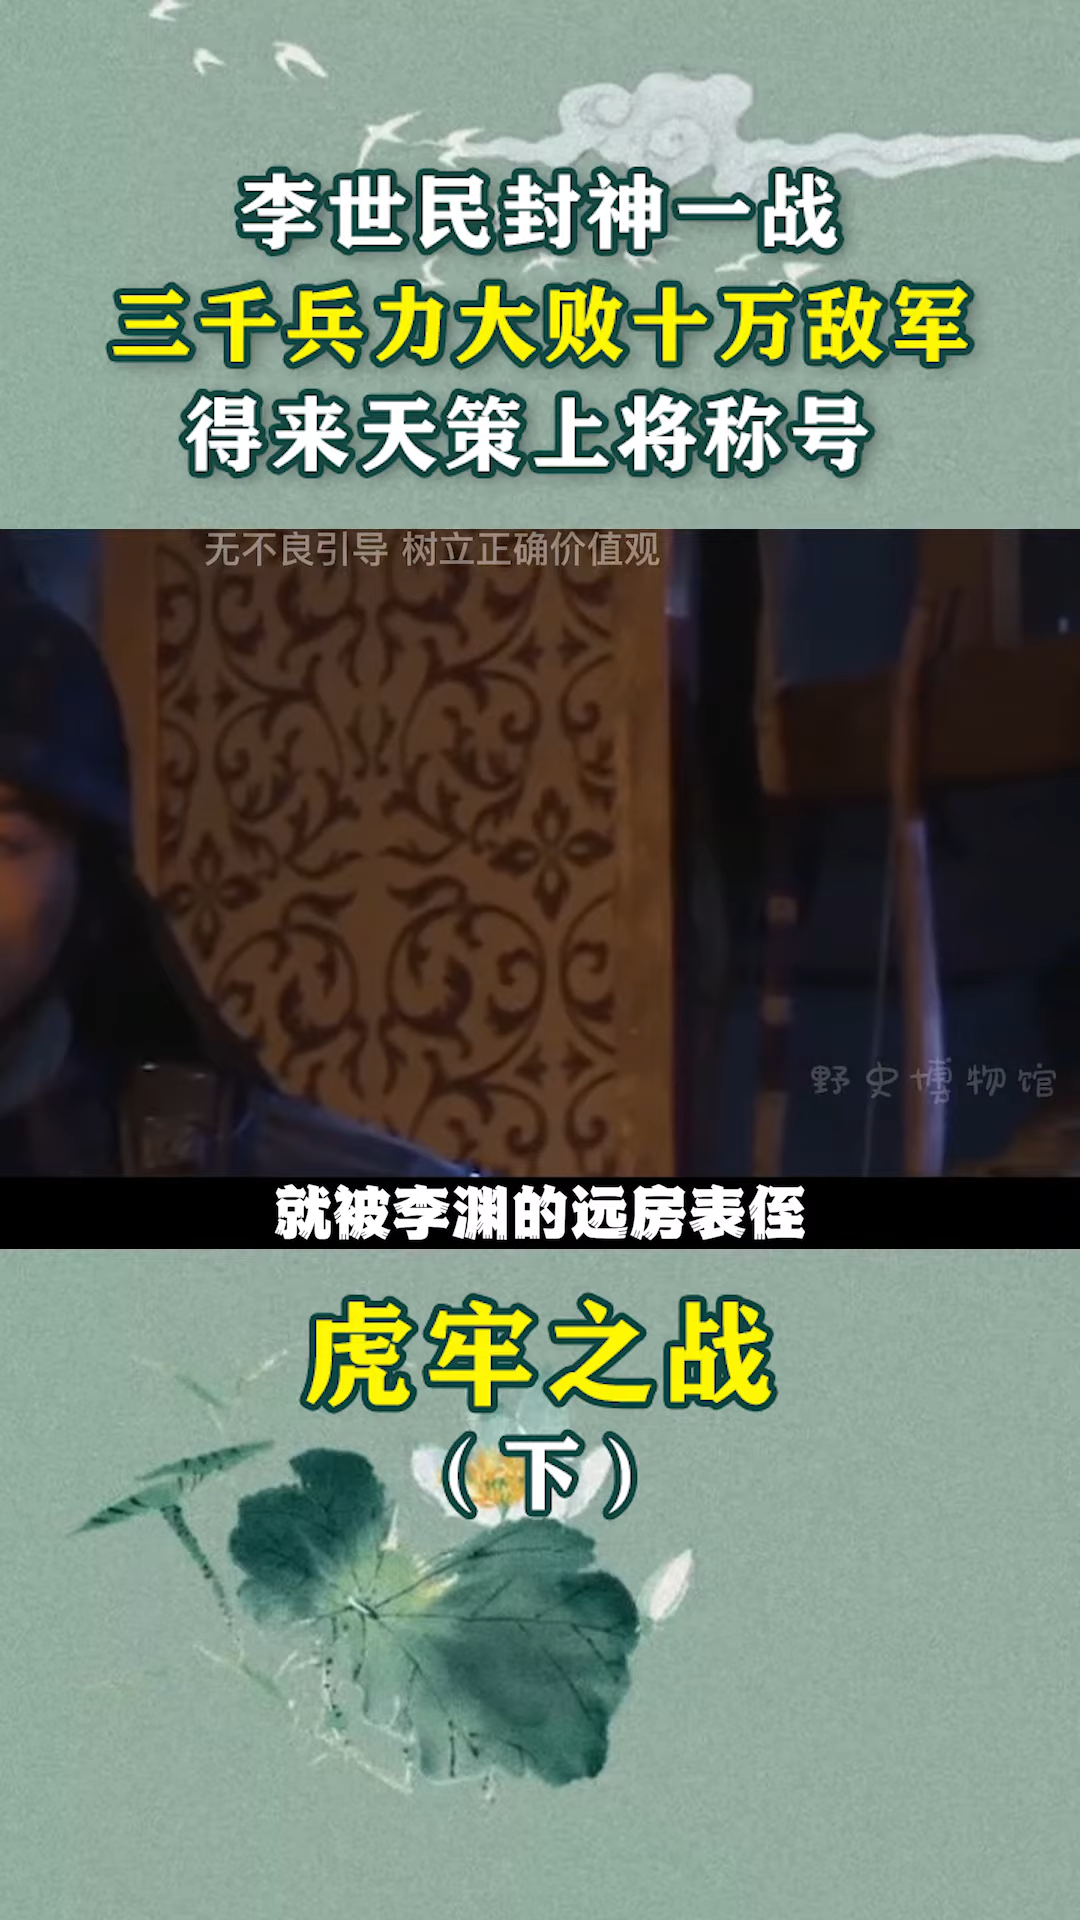 李世民封神一战
三千兵力大败十万敌军
得来天策上将称号
无不良引导 树立正确价值观
野史博物馆
就被李渊的远房表侄
虎牢之战
（下）